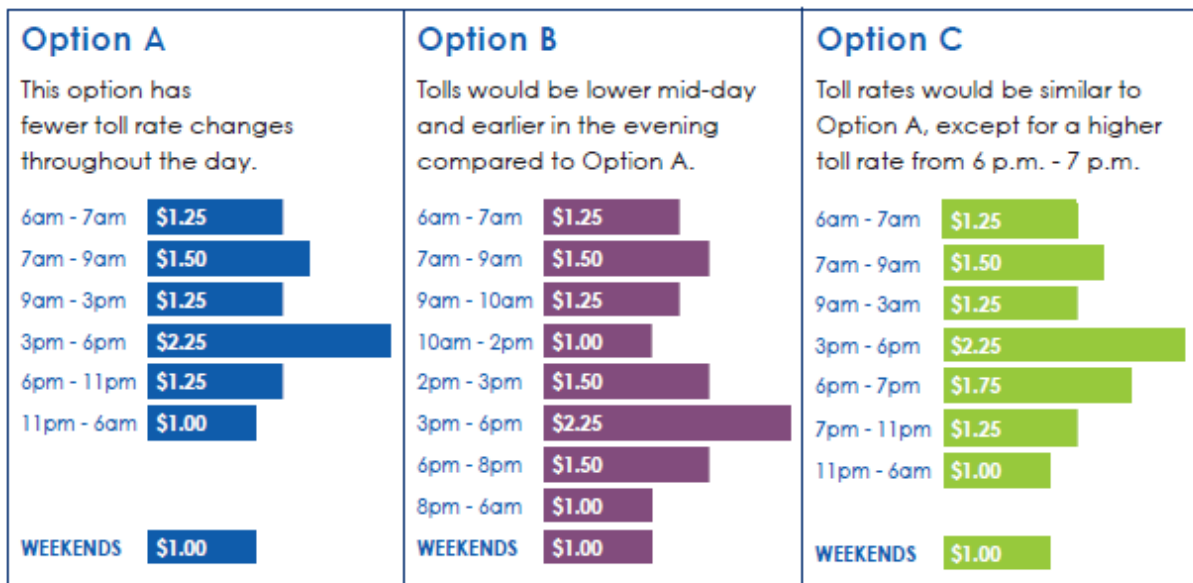 Option A
This option has
fewer toll rate changes
throughout the day.
6am - 7am $1.25
7am - 9am $1.50
9am - 3pm $1.25
3pm - 6pm $2.25
6pm - 11pm $1.25
11pm - 6am $1.00
WEEKENDS $1.00
Option B
Tolls would be lower mid-day
and earlier in the evening
compared to Option A.
6am - 7am $1.25
7am - 9am $1.50
9am - 10am $1.25
10am - 2pm $1.00
2pm - 3pm $1.50
3pm - 6pm $2.25
6pm - 8pm $1.50
8pm - 6am $1.00
WEEKENDS $1.00
Option C
Toll rates would be similar to
Option A, except for a higher
toll rate from 6 p.m. - 7 p.m.
6am - 7am $1.25
7am - 9am $1.50
9am - 3am $1.25
3pm - 6pm $2.25
6pm - 7pm $1.75
7pm - 11pm $1.25
11pm - 6am $1.00
WEEKENDS $1.00